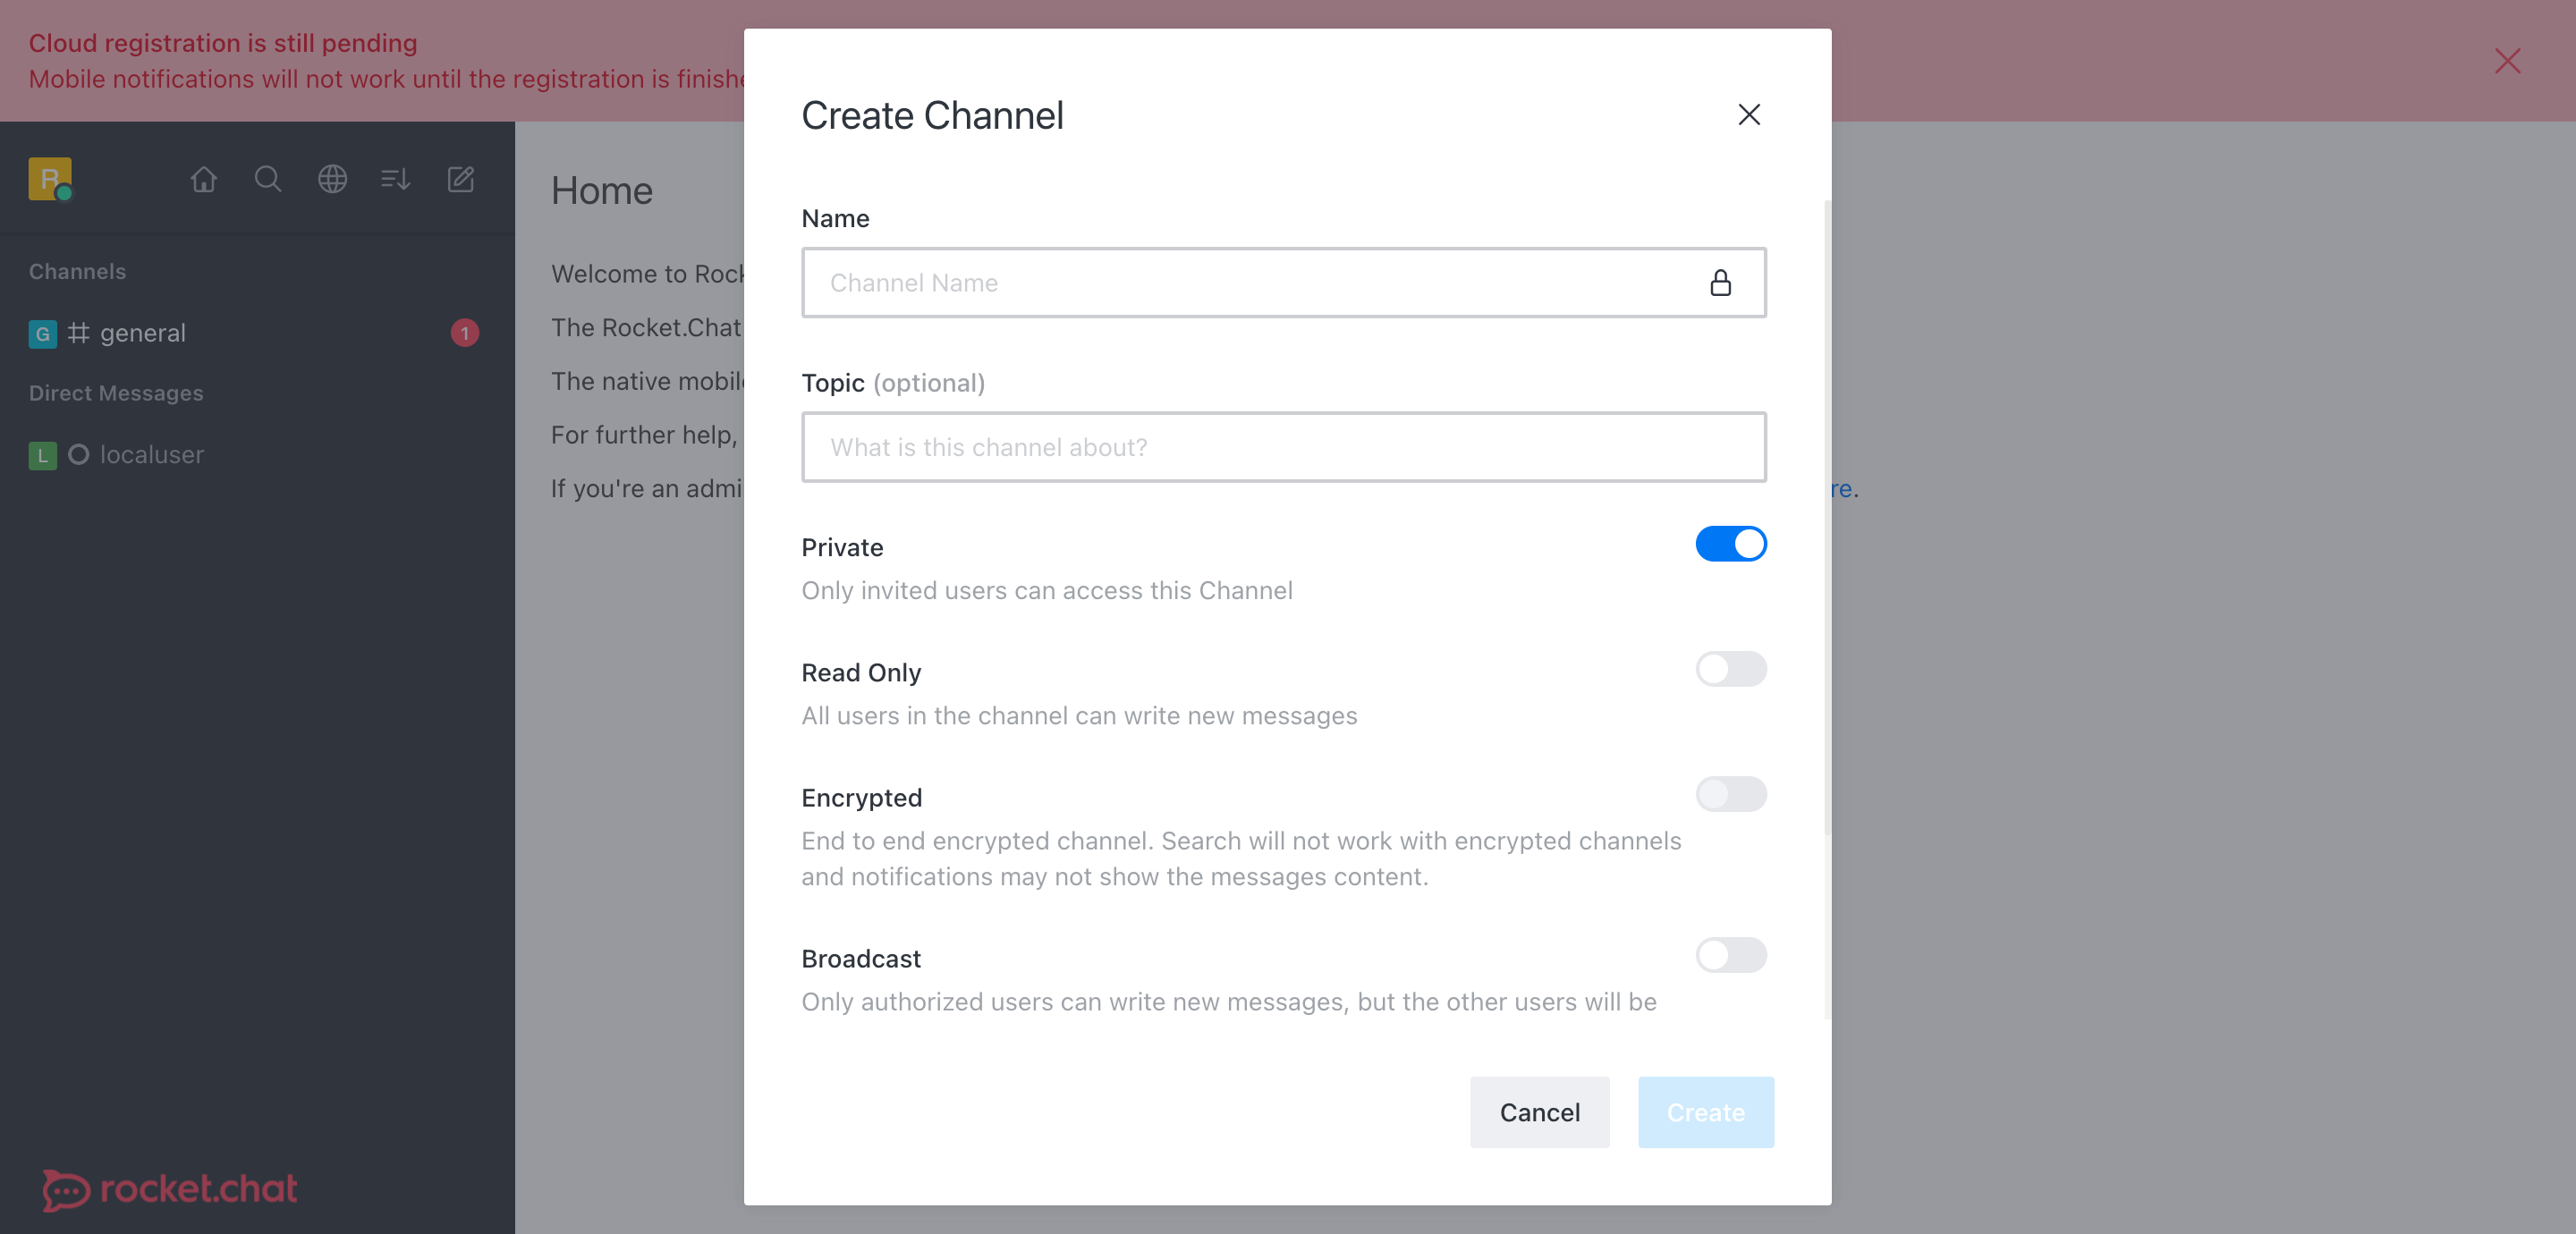 Cloud registration is still pending
Mobile notifications will not work until the registration is
Create Channel
R
Home
Channels
G general 1
Direct Messages
L localuser
Welcome to
The Rocket.Chat
The native
For further help,
If you're an
re.
Name
Channel Name
Topic (optional)
What is this channel about?
Private
Only invited users can access this Channel
Read Only
All users in the channel can write new messages
Encrypted
End to end encrypted channel. Search will not work with encrypted channels
and notifications may not show the messages content.
Broadcast
Only authorized users can write new messages, but the other users will be
Cancel
Create
rocket.chat